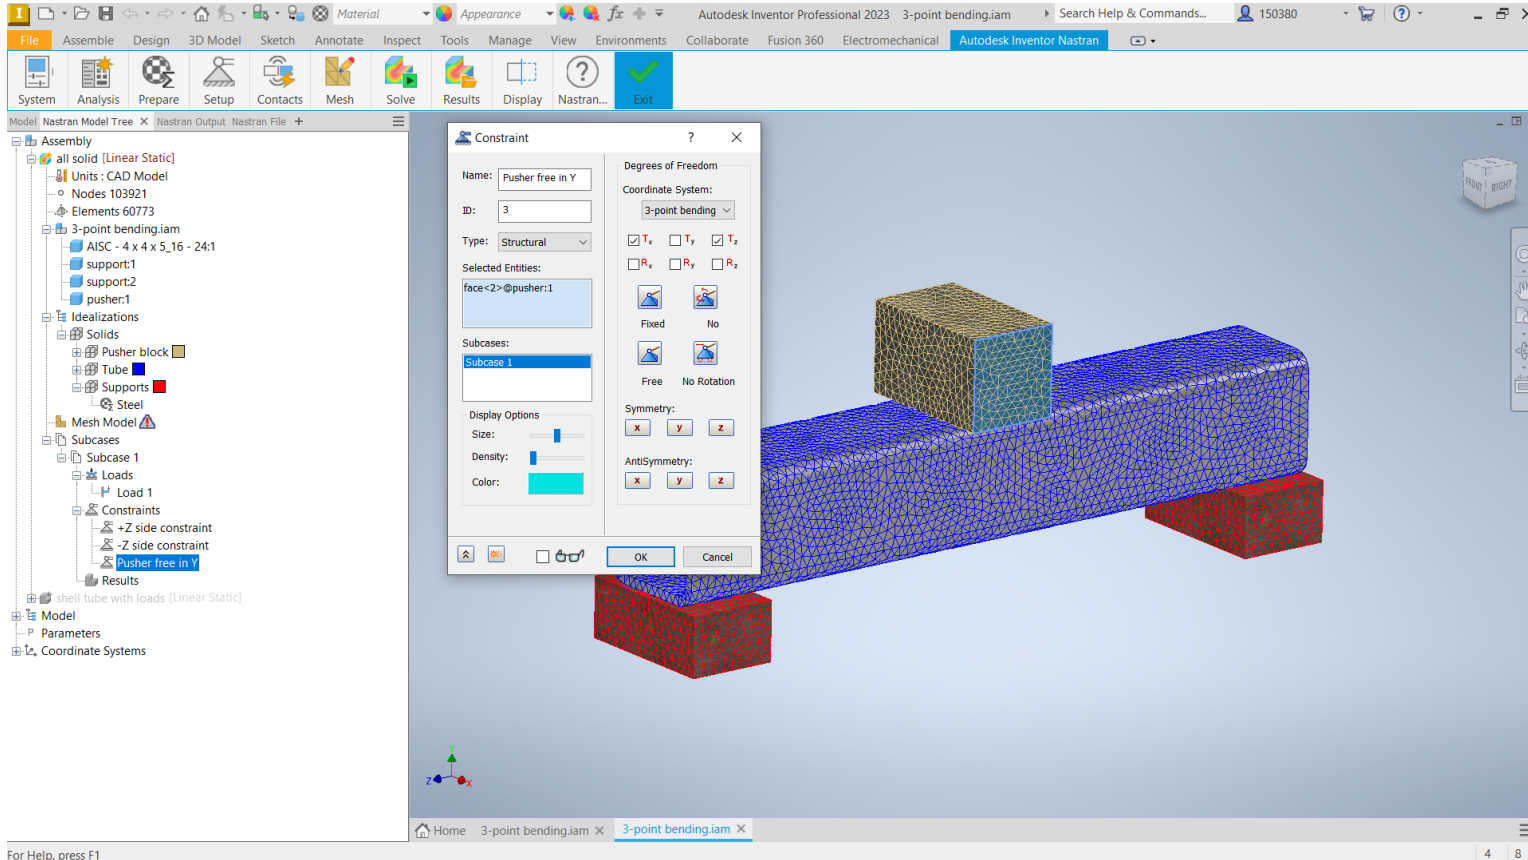 Material
Appearance
Autodesk Inventor Professional 2023 3-point bending.iam
Search Help & Commands...
150380
File Assemble Design 3D Model Sketch Annotate Inspect Tools Manage View Environments Collaborate Fusion 360 Electromechanical Autodesk Inventor Nastran
System Analysis Prepare Setup Contacts Mesh Solve Results Display Nastran... Exit
Model Nastran Model Tree Nastran Output Nastran File +
Assembly
all solid [Linear Static]
Units : CAD Model
Nodes 103921
Elements 60773
3-point bending.iam
AISC - 4 x 4 x 5_16 - 24:1
support:1
support:2
pusher:1
Idealizations
Solids
Pusher block
Tube
Supports
Steel
Mesh Model
Subcases
Subcase 1
Loads
Load 1
Constraints
+Z side constraint
-Z side constraint
Pusher free in Y
Results
shell tube with loads [Linear Static]
Model
Parameters
Coordinate Systems
Constraint ?
Name: Pusher free in Y
ID: 3
Type: Structural
Selected Entities:
face<2>@pusher:1
Subcases:
Subcase 1
Display Options
Size:
Density:
Color:
Degrees of Freedom
Coordinate System:
3-point bending
Tx Ty Tz
Rx Ry Rz
Fixed No
Free No Rotation
Symmetry:
x y z
AntiSymmetry:
x y z
OK Cancel
FRONT RIGHT
Y
Z X
Home 3-point bending.iam 3-point bending.iam
For Help, press F1
4 8